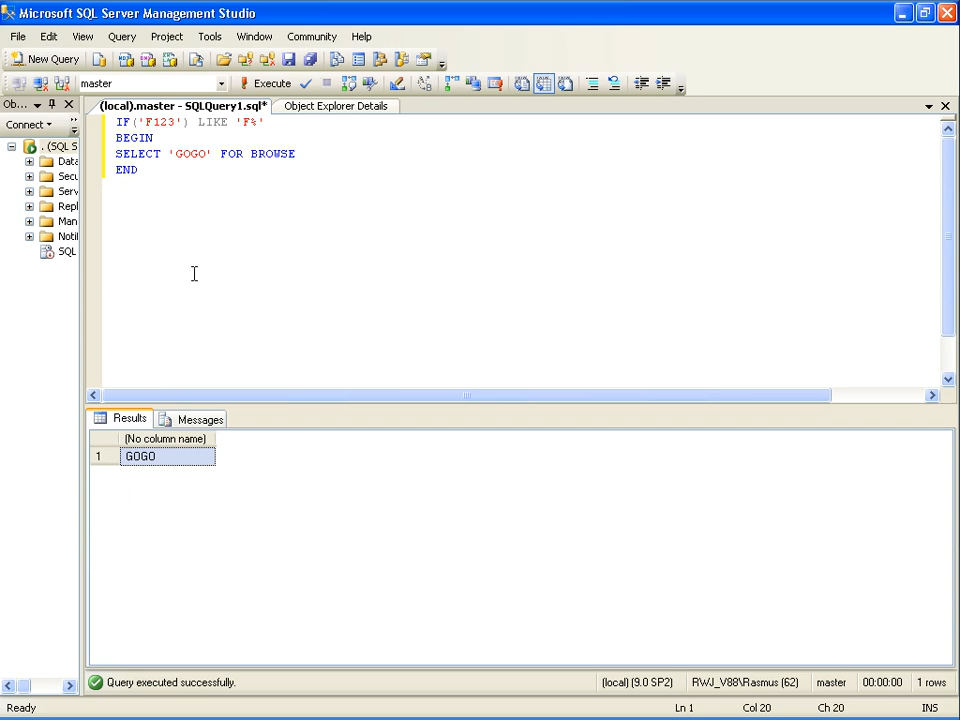 Microsoft SQL Server Management Studio
File Edit View Query Project Tools Window Community Help
New Query
master Execute
Ob...
(local).master - SQLQuery1.sql* Object Explorer Details
Connect
IF('F123') LIKE 'F%'
BEGIN
SELECT 'GOGO' FOR BROWSE
END
. (SQL S
Data
Secu
Serv
Repl
Man
Noti
SQL
Results Messages
(No column name)
1 GOGO
Query executed successfully. (local) (9.0 SP2) RWJ_V88\Rasmus (62) master 00:00:00 1 rows
Ready Ln 1 Col 20 Ch 20 INS